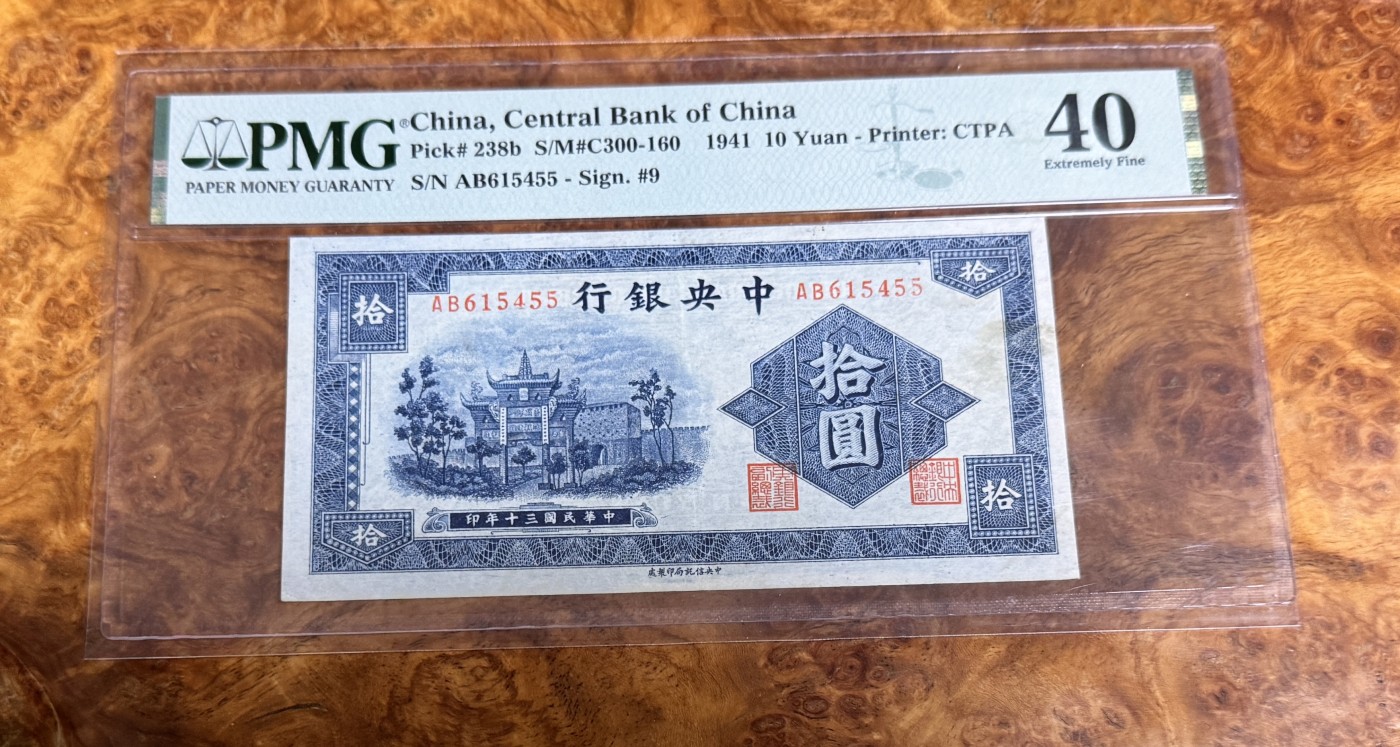 PMG®
PAPER MONEY GUARANTY
China, Central Bank of China
Pick# 238b S/M#C300-160 1941 10 Yuan - Printer: CTPA
S/N AB615455 - Sign. #9
40
Extremely Fine
拾
拾
AB615455
中央銀行
AB615455
拾圓
中華民國三十年印
拾
拾
中央信託局印製處